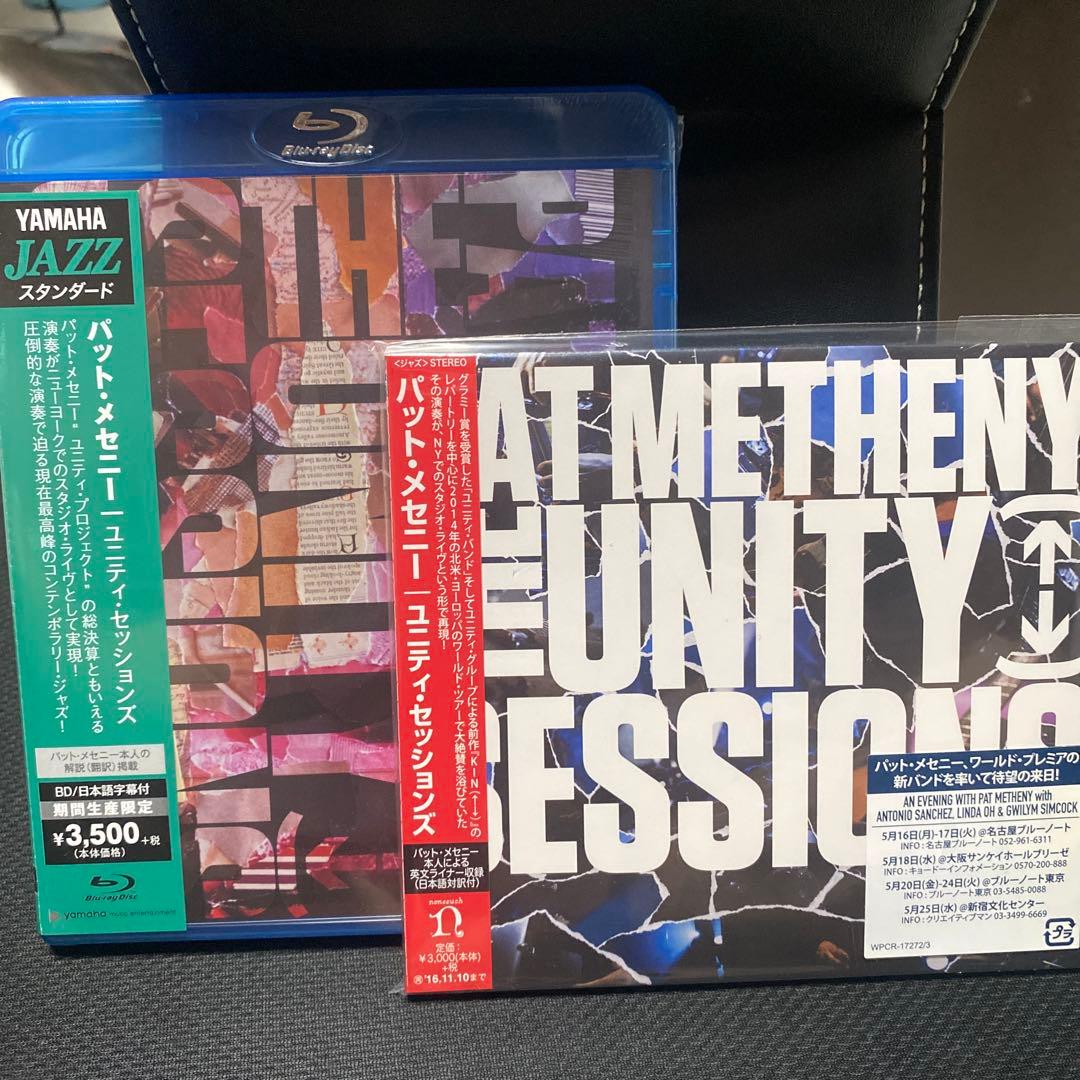 Blu-ray Disc
YAMAHA
JAZZ
スタンダード
パット・メセニー|ユニティ・セッションズ
パット・メセニー“ユニティ・プロジェクト”の総決算ともいえる
演奏がニューヨークでのスタジオ・ライヴとして実現!
圧倒的な演奏で迫る現在最高峰のコンテンポラリー・ジャズ!
パット・メセニー本人の
解説(翻訳)掲載
BD/日本語字幕付
期間生産限定
¥3,500+税
(本体価格)
Blu-ray Disc
yamaha music entertainment
<ジャズ>STEREO
グラミー賞を受賞した「ユニティ・バンド」そしてユニティ・グループによる前作『KIN(←→)』の
レパートリーを中心に2014年の北米・ヨーロッパのワールド・ツアーで大絶賛を浴びていた
その演奏が、NYでのスタジオ・ライヴという形で再現!
パット・メセニー|ユニティ・セッションズ
パット・メセニー
本人による
英文ライナー収録
(日本語対訳付)
nonesuch
定価:
¥3,000(本体)
+税
'16.11.10まで
AT METHENY
UNITY
SESSIONS
パット・メセニー、ワールド・プレミアの
新バンドを率いて待望の来日!
AN EVENING WITH PAT METHENY with
ANTONIO SANCHEZ, LINDA OH & GWILYM SIMCOCK
5月16日(月)-17日(火)@名古屋ブルーノート
INFO:名古屋ブルーノート 052-961-6311
5月18日(水)@大阪サンケイホールブリーゼ
INFO:キョードーインフォメーション 0570-200-888
5月20日(金)-24日(火)@ブルーノート東京
INFO:ブルーノート東京 03-5485-0088
5月25日(水)@新宿文化センター
INFO:クリエイティブマン 03-3499-6669
WPCR-17272/3
プラ